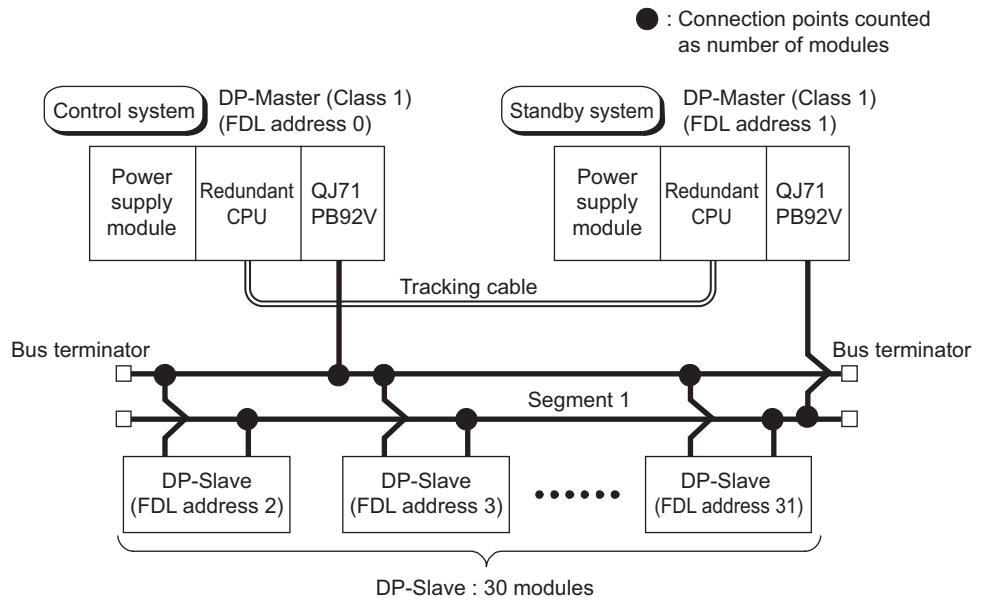 ● : Connection points counted
as number of modules
Control system
DP-Master (Class 1)
(FDL address 0)
Standby system
DP-Master (Class 1)
(FDL address 1)
Power
supply
module
Redundant
CPU
QJ71
PB92V
Power
supply
module
Redundant
CPU
QJ71
PB92V
Tracking cable
Bus terminator
Bus terminator
Segment 1
DP-Slave
(FDL address 2)
DP-Slave
(FDL address 3)
DP-Slave
(FDL address 31)
DP-Slave : 30 modules